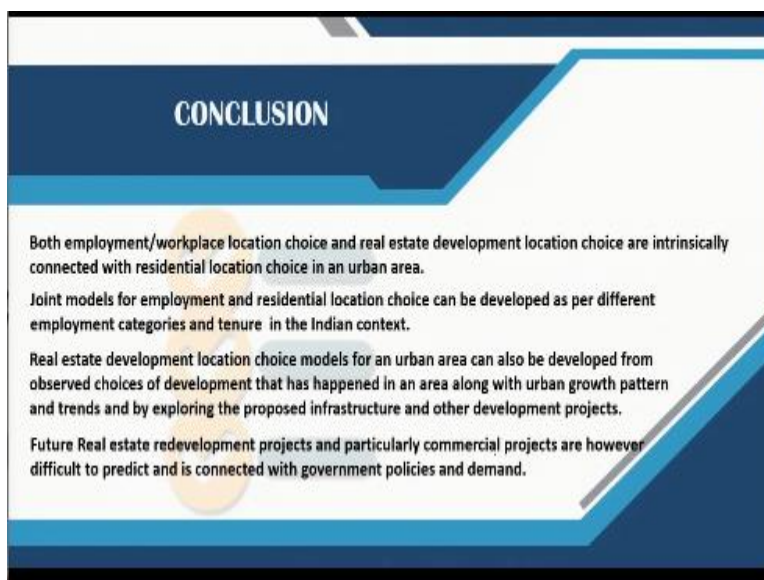 CONCLUSION
Both employment/workplace location choice and real estate development location choice are intrinsically
connected with residential location choice in an urban area.
Joint models for employment and residential location choice can be developed as per different
employment categories and tenure in the Indian context.
Real estate development location choice models for an urban area can also be developed from
observed choices of development that has happened in an area along with urban growth pattern
and trends and by exploring the proposed infrastructure and other development projects.
Future Real estate redevelopment projects and particularly commercial projects are however
difficult to predict and is connected with government policies and demand.